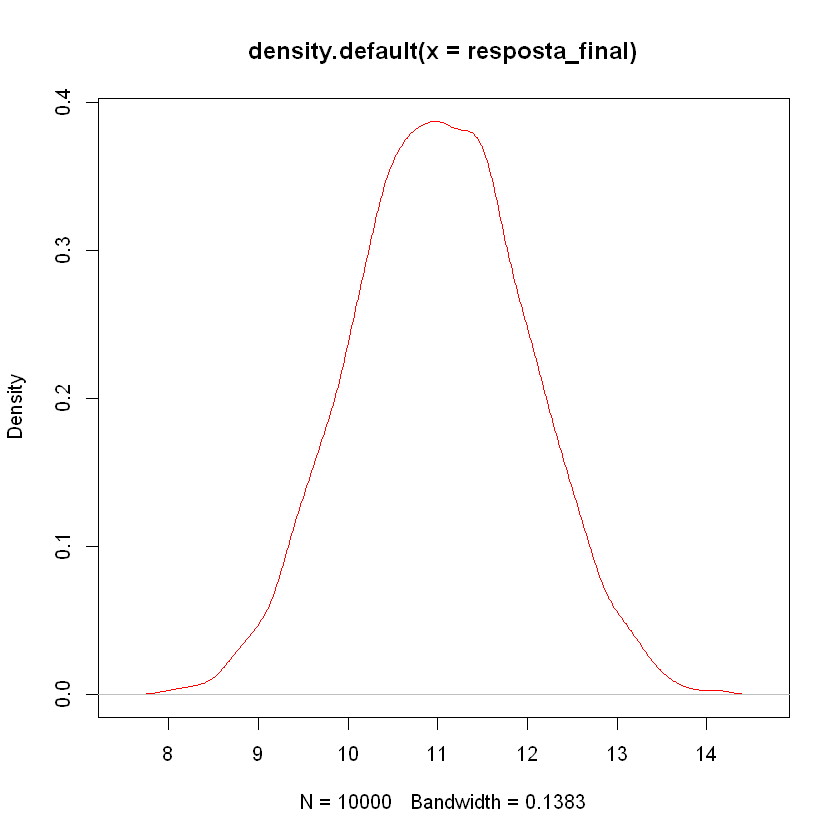 density.default(x = resposta_final)
Density
0.4
0.3
0.2
0.1
0.0
8 9 10 11 12 13 14
N = 10000 Bandwidth = 0.1383